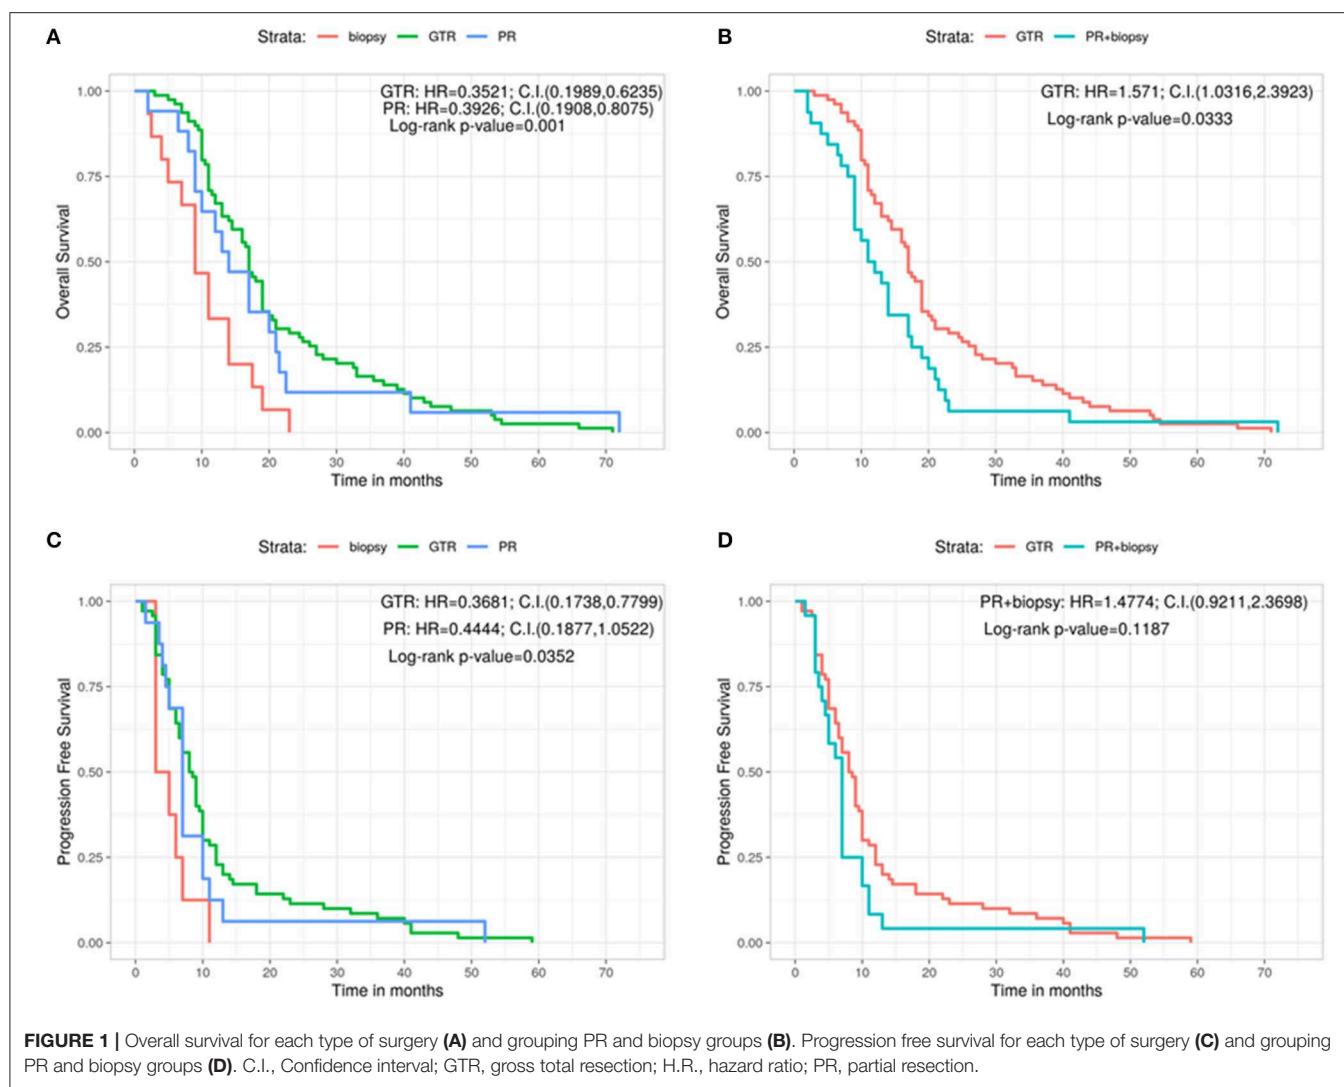 A
Strata: biopsy GTR PR
GTR: HR=0.3521; C.I.(0.1989,0.6235)
PR: HR=0.3926; C.I.(0.1908,0.8075)
Log-rank p-value=0.001
Overall Survival
1.00
0.75
0.50
0.25
0.00
0 10 20 30 40 50 60 70
Time in months
B
Strata: GTR PR+biopsy
GTR: HR=1.571; C.I.(1.0316,2.3923)
Log-rank p-value=0.0333
Overall Survival
1.00
0.75
0.50
0.25
0.00
0 10 20 30 40 50 60 70
Time in months
C
Strata: biopsy GTR PR
GTR: HR=0.3681; C.I.(0.1738,0.7799)
PR: HR=0.4444; C.I.(0.1877,1.0522)
Log-rank p-value=0.0352
Progression Free Survival
1.00
0.75
0.50
0.25
0.00
0 10 20 30 40 50 60 70
Time in months
D
Strata: GTR PR+biopsy
PR+biopsy: HR=1.4774; C.I.(0.9211,2.3698)
Log-rank p-value=0.1187
Progression Free Survival
1.00
0.75
0.50
0.25
0.00
0 10 20 30 40 50 60 70
Time in months
FIGURE 1 | Overall survival for each type of surgery (A) and grouping PR and biopsy groups (B). Progression free survival for each type of surgery (C) and grouping
PR and biopsy groups (D). C.I., Confidence interval; GTR, gross total resection; H.R., hazard ratio; PR, partial resection.